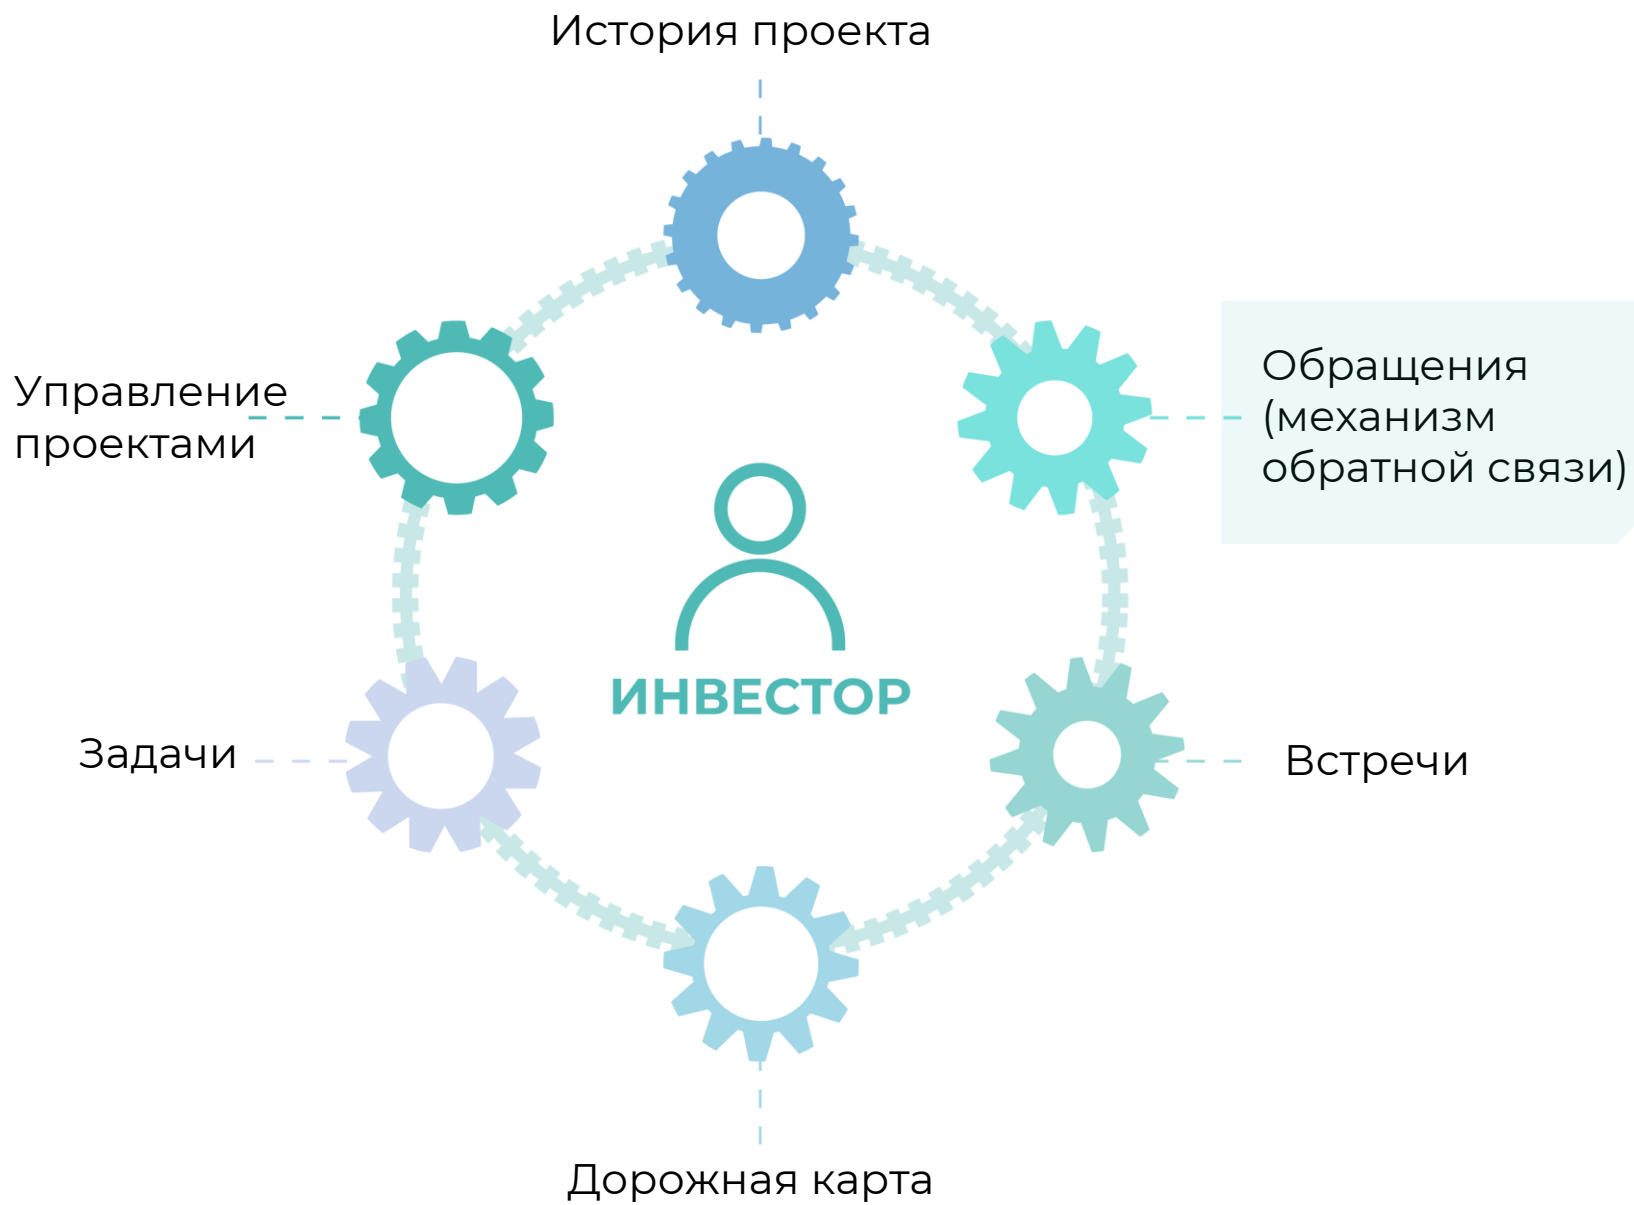 История проекта
Управление
проектами
Обращения
(механизм
обратной связи)
ИНВЕСТОР
Задачи
Встречи
Дорожная карта